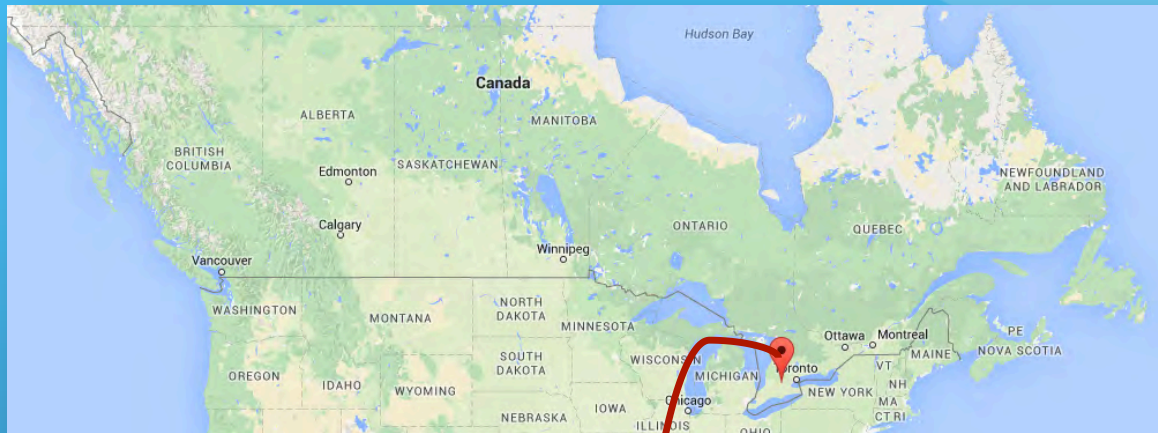 Hudson Bay
Canada
ALBERTA
MANITOBA
BRITISH
COLUMBIA
SASKATCHEWAN
Edmonton
NEWFOUNDLAND
AND LABRADOR
Calgary
ONTARIO
QUEBEC
Winnipeg
Vancouver
WASHINGTON
MONTANA
NORTH
DAKOTA
MINNESOTA
Ottawa
Montreal
PE
NOVA SCOTIA
MAINE
VT
NH
MA
CT RI
SOUTH
DAKOTA
WISCONSIN
MICHIGAN
Toronto
NEW YORK
OREGON
IDAHO
WYOMING
IOWA
Chicago
NEBRASKA
ILLINOIS
OHIO